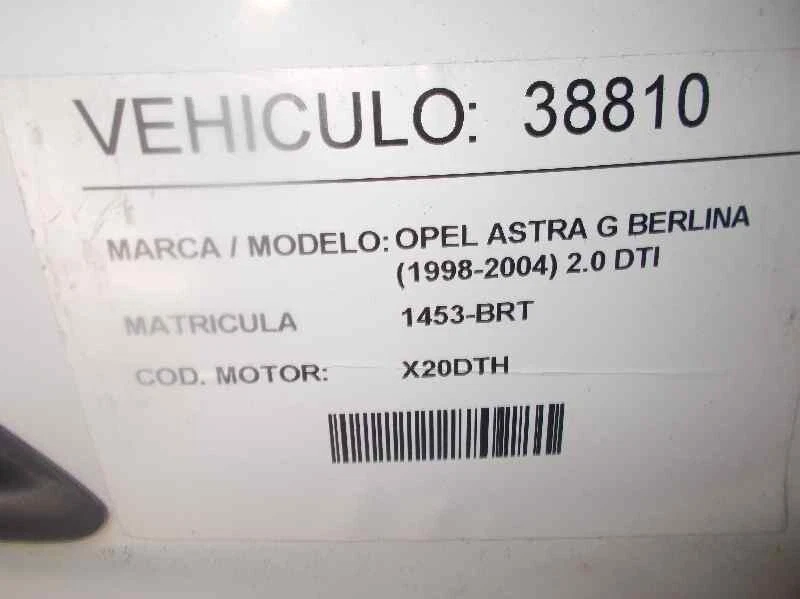 VEHICULO: 38810
MARCA / MODELO: OPEL ASTRA G BERLINA
(1998-2004) 2.0 DTI
MATRICULA 1453-BRT
COD. MOTOR: X20DTH